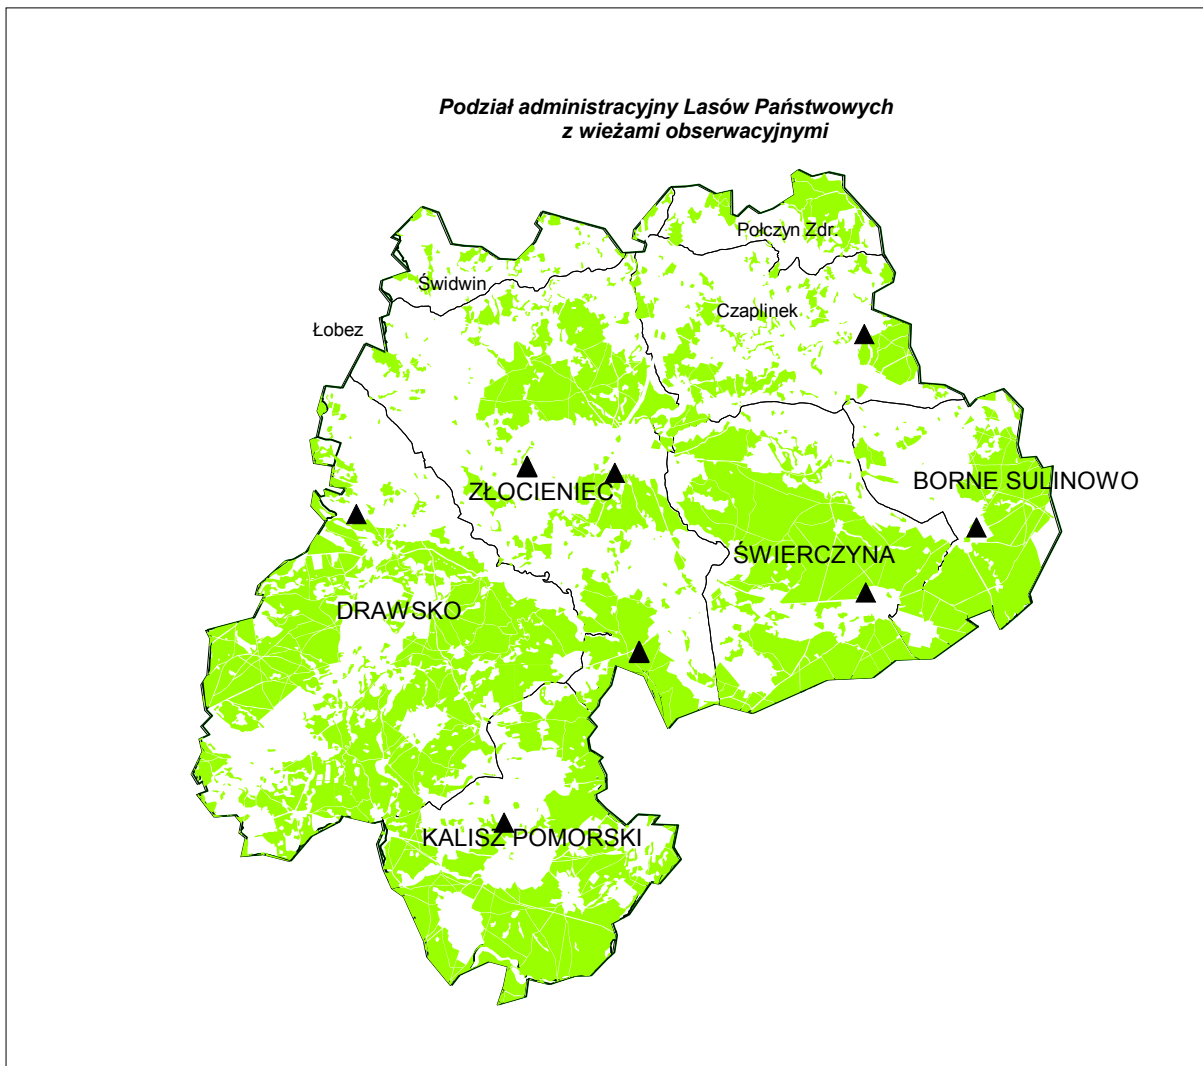 Podział administracyjny Lasów Państwowych
z wieżami obserwacyjnymi
Połczyn Zdr.
Świdwin
Czaplinek
Łobez
BORNE SULINOWO
ZŁOCIENIEC
ŚWIERCZYNA
DRAWSKO
KALISZ POMORSKI